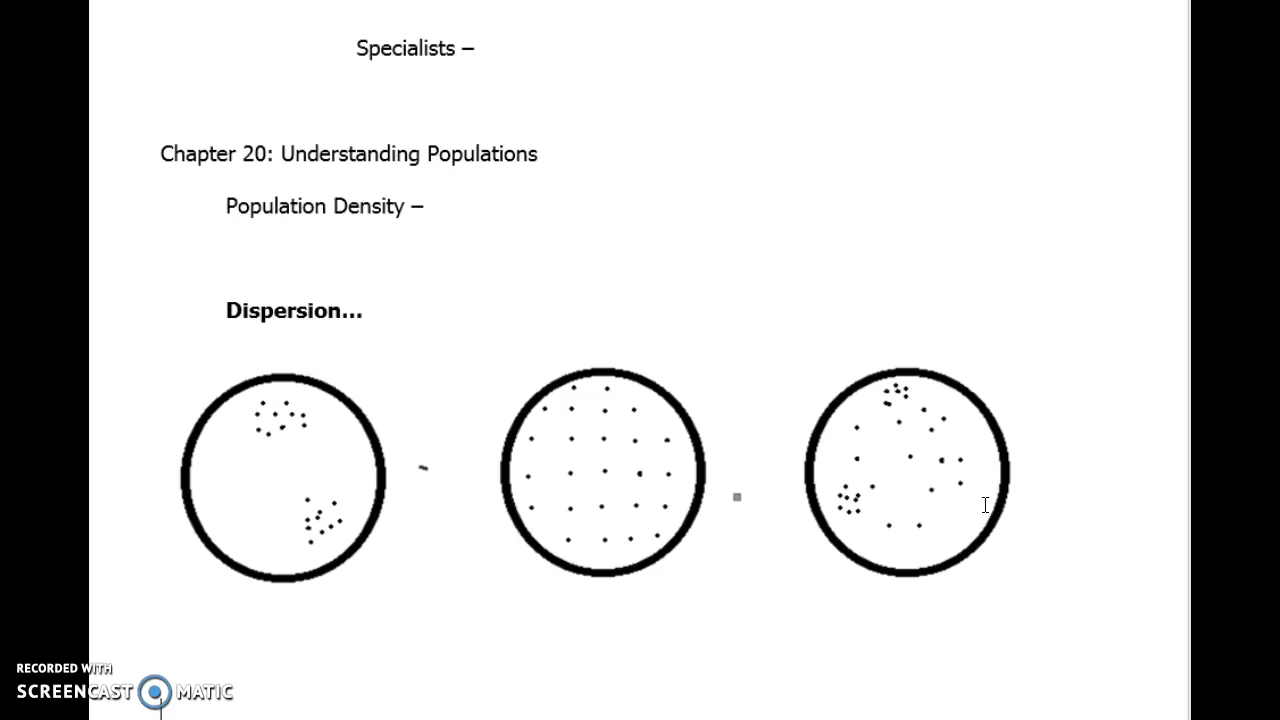 Specialists –
Chapter 20: Understanding Populations
Population Density –
Dispersion...
RECORDED WITH
SCREENCAST MATIC